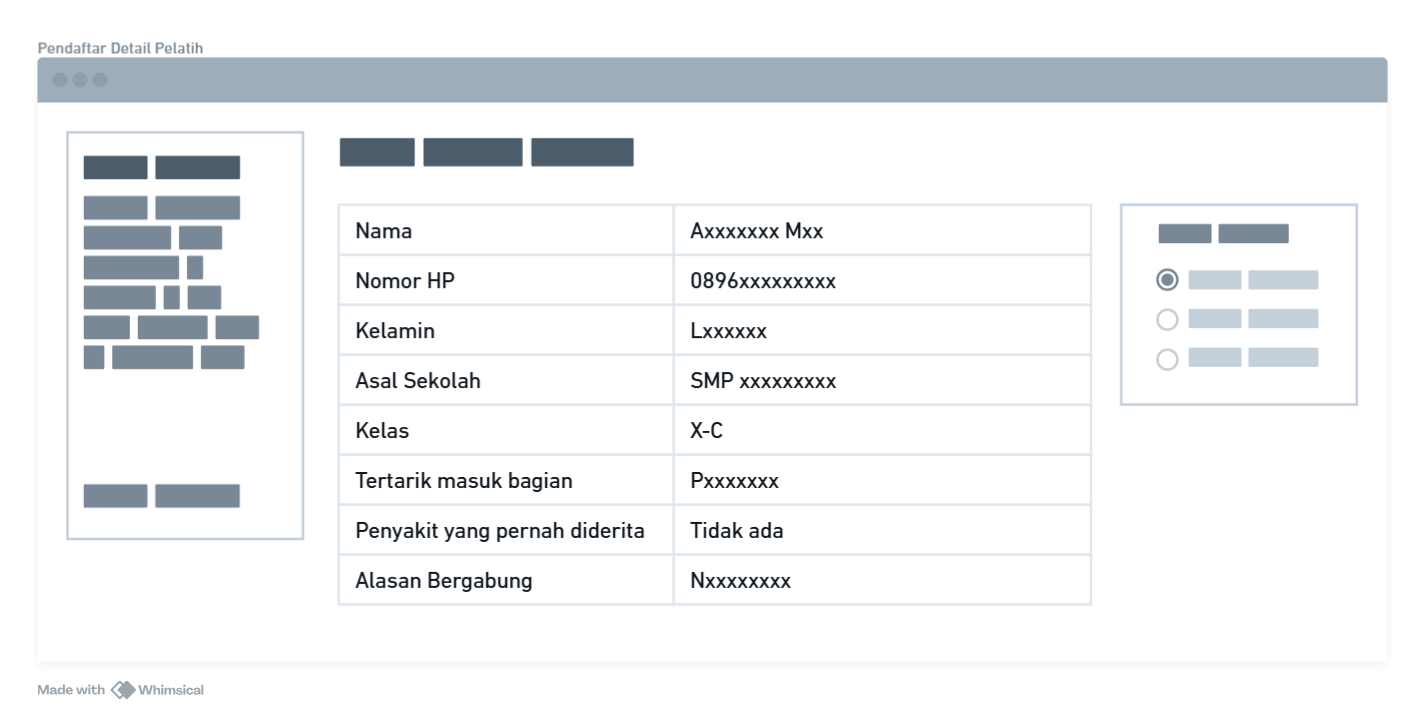 Pendaftar Detail Pelatih
Nama Axxxxxxx Mxx
Nomor HP 0896xxxxxxxxx
Kelamin Lxxxxxx
Asal Sekolah SMP xxxxxxxxx
Kelas X-C
Tertarik masuk bagian Pxxxxxxx
Penyakit yang pernah diderita Tidak ada
Alasan Bergabung Nxxxxxxxx
Made with Whimsical